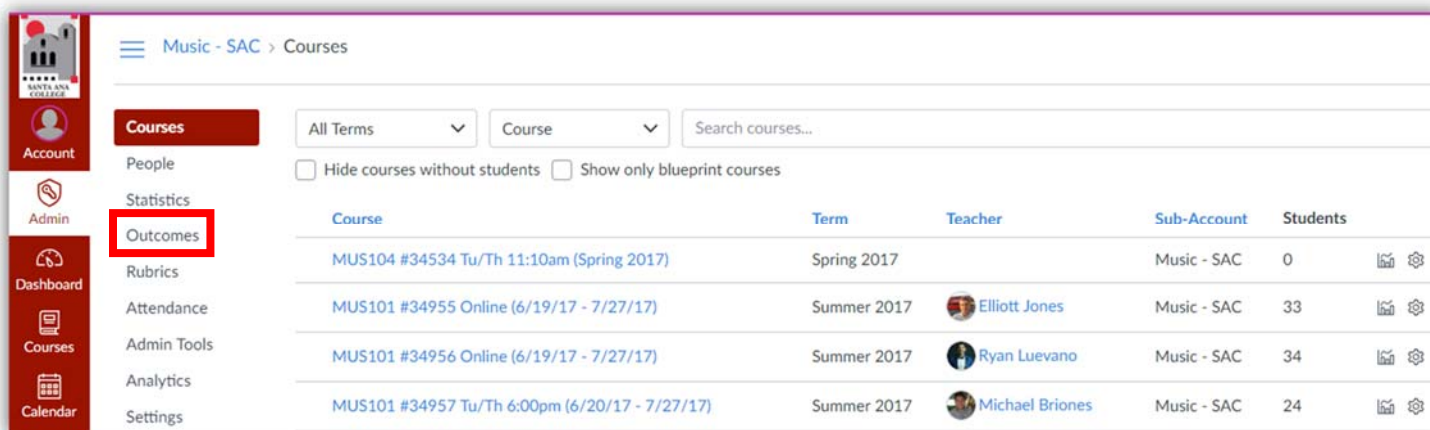 SANTA ANA
COLLEGE
Account
Admin
Dashboard
Courses
Calendar
Music - SAC > Courses
Courses
People
Statistics
Outcomes
Rubrics
Attendance
Admin Tools
Analytics
Settings
All Terms Course Search courses...
Hide courses without students Show only blueprint courses
Course Term Teacher Sub-Account Students
MUS104 #34534 Tu/Th 11:10am (Spring 2017) Spring 2017 Music - SAC 0
MUS101 #34955 Online (6/19/17 - 7/27/17) Summer 2017 Elliott Jones Music - SAC 33
MUS101 #34956 Online (6/19/17 - 7/27/17) Summer 2017 Ryan Luevano Music - SAC 34
MUS101 #34957 Tu/Th 6:00pm (6/20/17 - 7/27/17) Summer 2017 Michael Briones Music - SAC 24